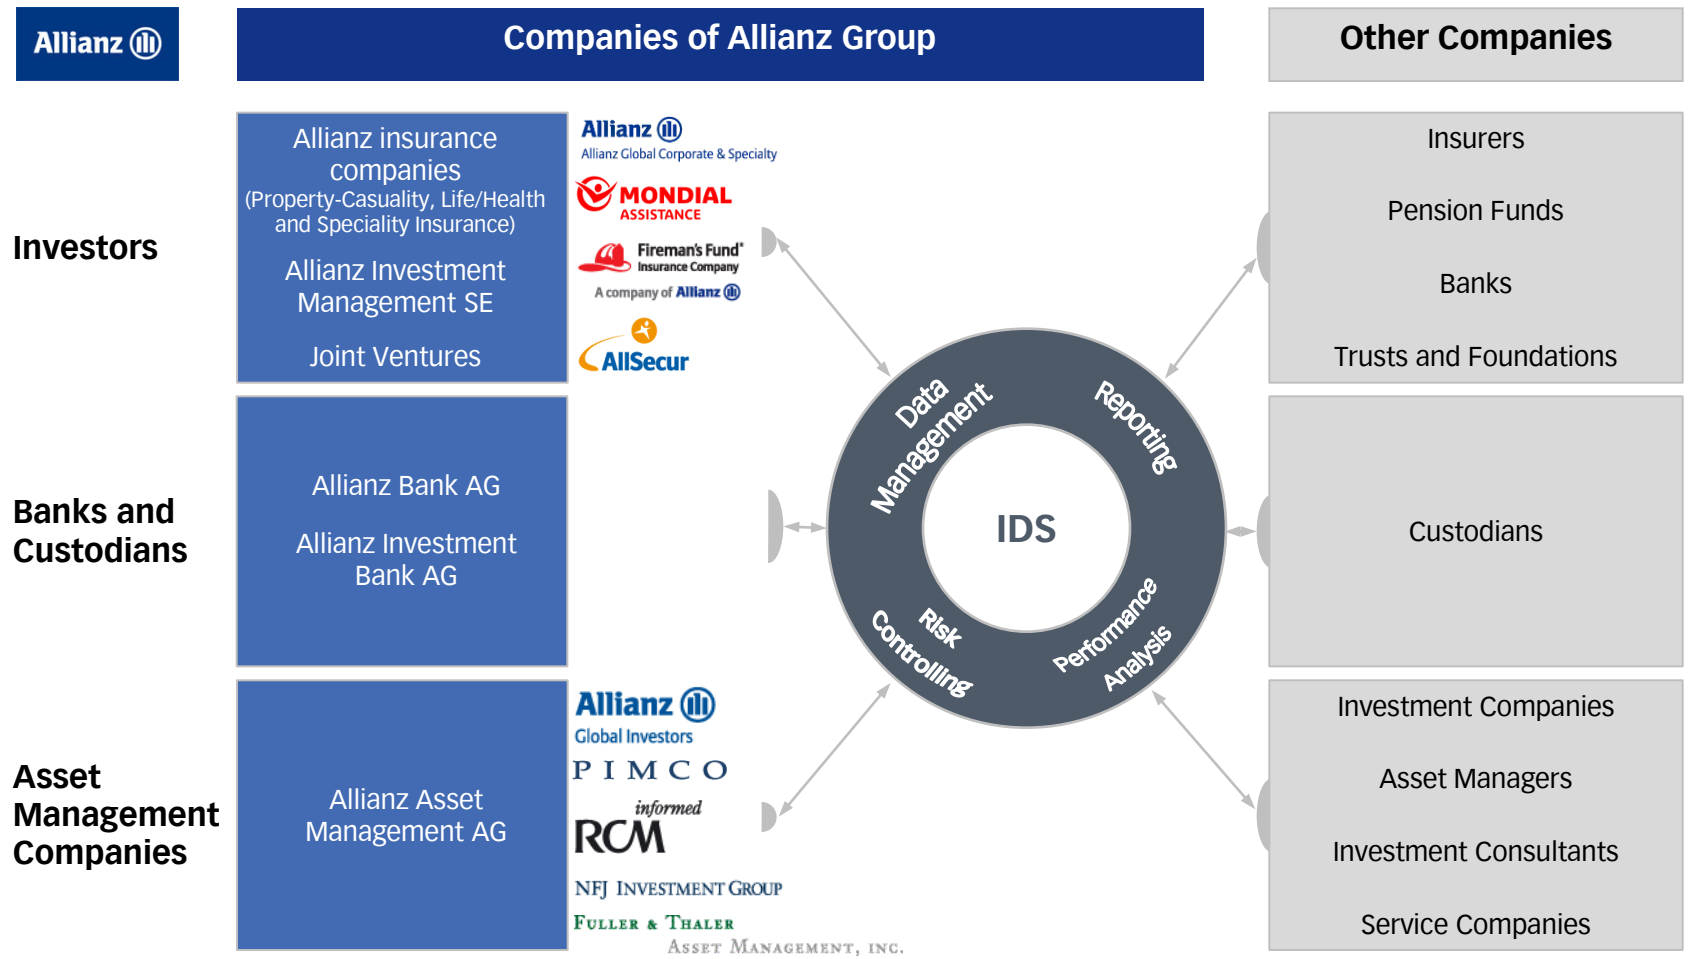 Allianz
Companies of Allianz Group
Other Companies
Investors
Allianz insurance
companies
(Property-Casuality, Life/Health
and Speciality Insurance)
Allianz Investment
Management SE
Joint Ventures
Allianz
Allianz Global Corporate & Specialty
MONDIAL
ASSISTANCE
Fireman's Fund®
Insurance Company
A company of Allianz
AllSecur
Insurers
Pension Funds
Banks
Trusts and Foundations
Data
Management
Reporting
IDS
Risk
Controlling
Performance
Analysis
Banks and
Custodians
Allianz Bank AG
Allianz Investment
Bank AG
Custodians
Asset
Management
Companies
Allianz Asset
Management AG
Allianz
Global Investors
PIMCO
informed
RCM
NFJ INVESTMENT GROUP
FULLER & THALER
ASSET MANAGEMENT, INC.
Investment Companies
Asset Managers
Investment Consultants
Service Companies